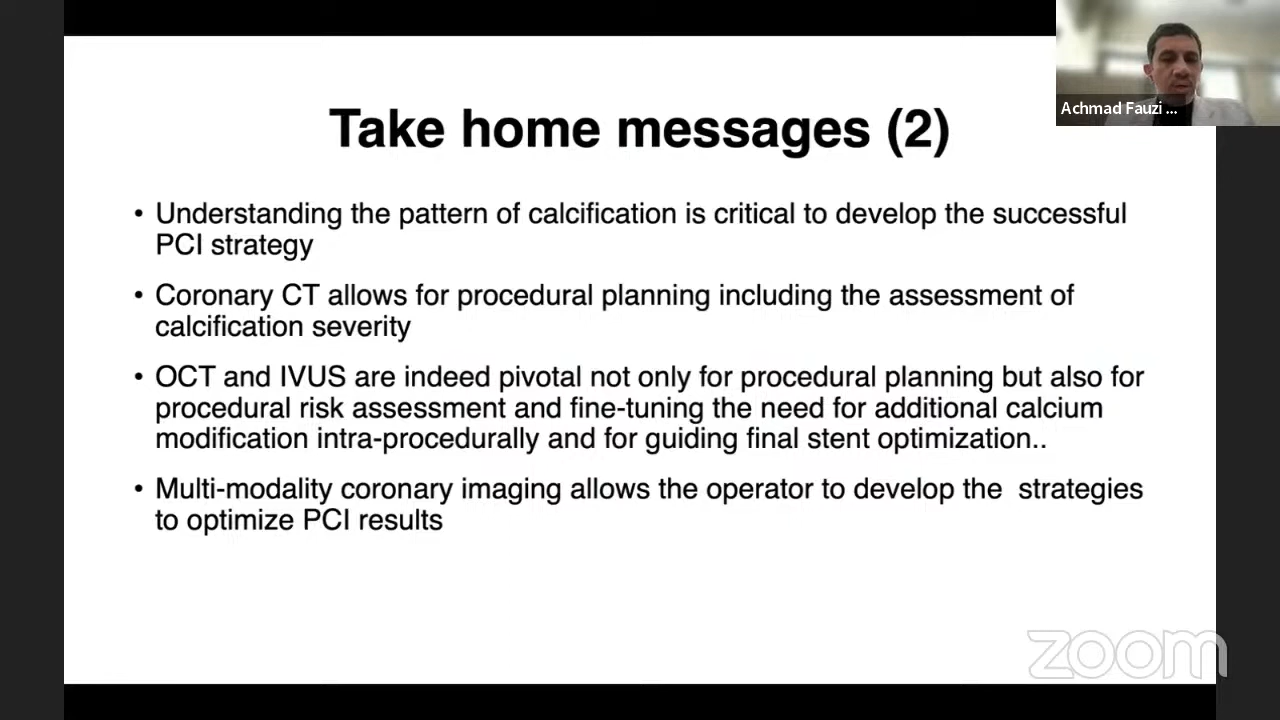 Take home messages (2)
Achmad Fauzi ...
• Understanding the pattern of calcification is critical to develop the successful
PCI strategy
• Coronary CT allows for procedural planning including the assessment of
calcification severity
• OCT and IVUS are indeed pivotal not only for procedural planning but also for
procedural risk assessment and fine-tuning the need for additional calcium
modification intra-procedurally and for guiding final stent optimization..
• Multi-modality coronary imaging allows the operator to develop the  strategies
to optimize PCI results
zoom